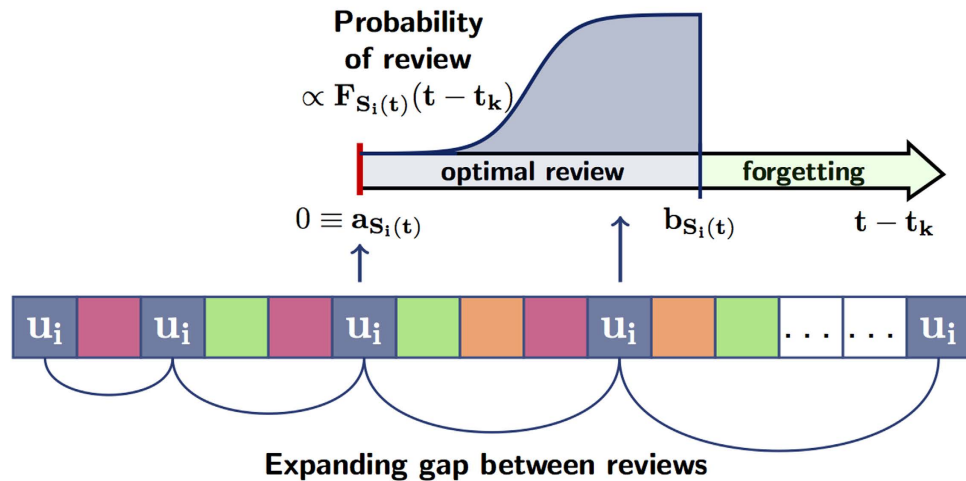 Probability
of review
∝ F_{S_i(t)}(t − t_k)
optimal review forgetting
0 ≡ a_{S_i(t)} b_{S_i(t)} t − t_k
u_i u_i u_i u_i . . . . . . u_i
Expanding gap between reviews